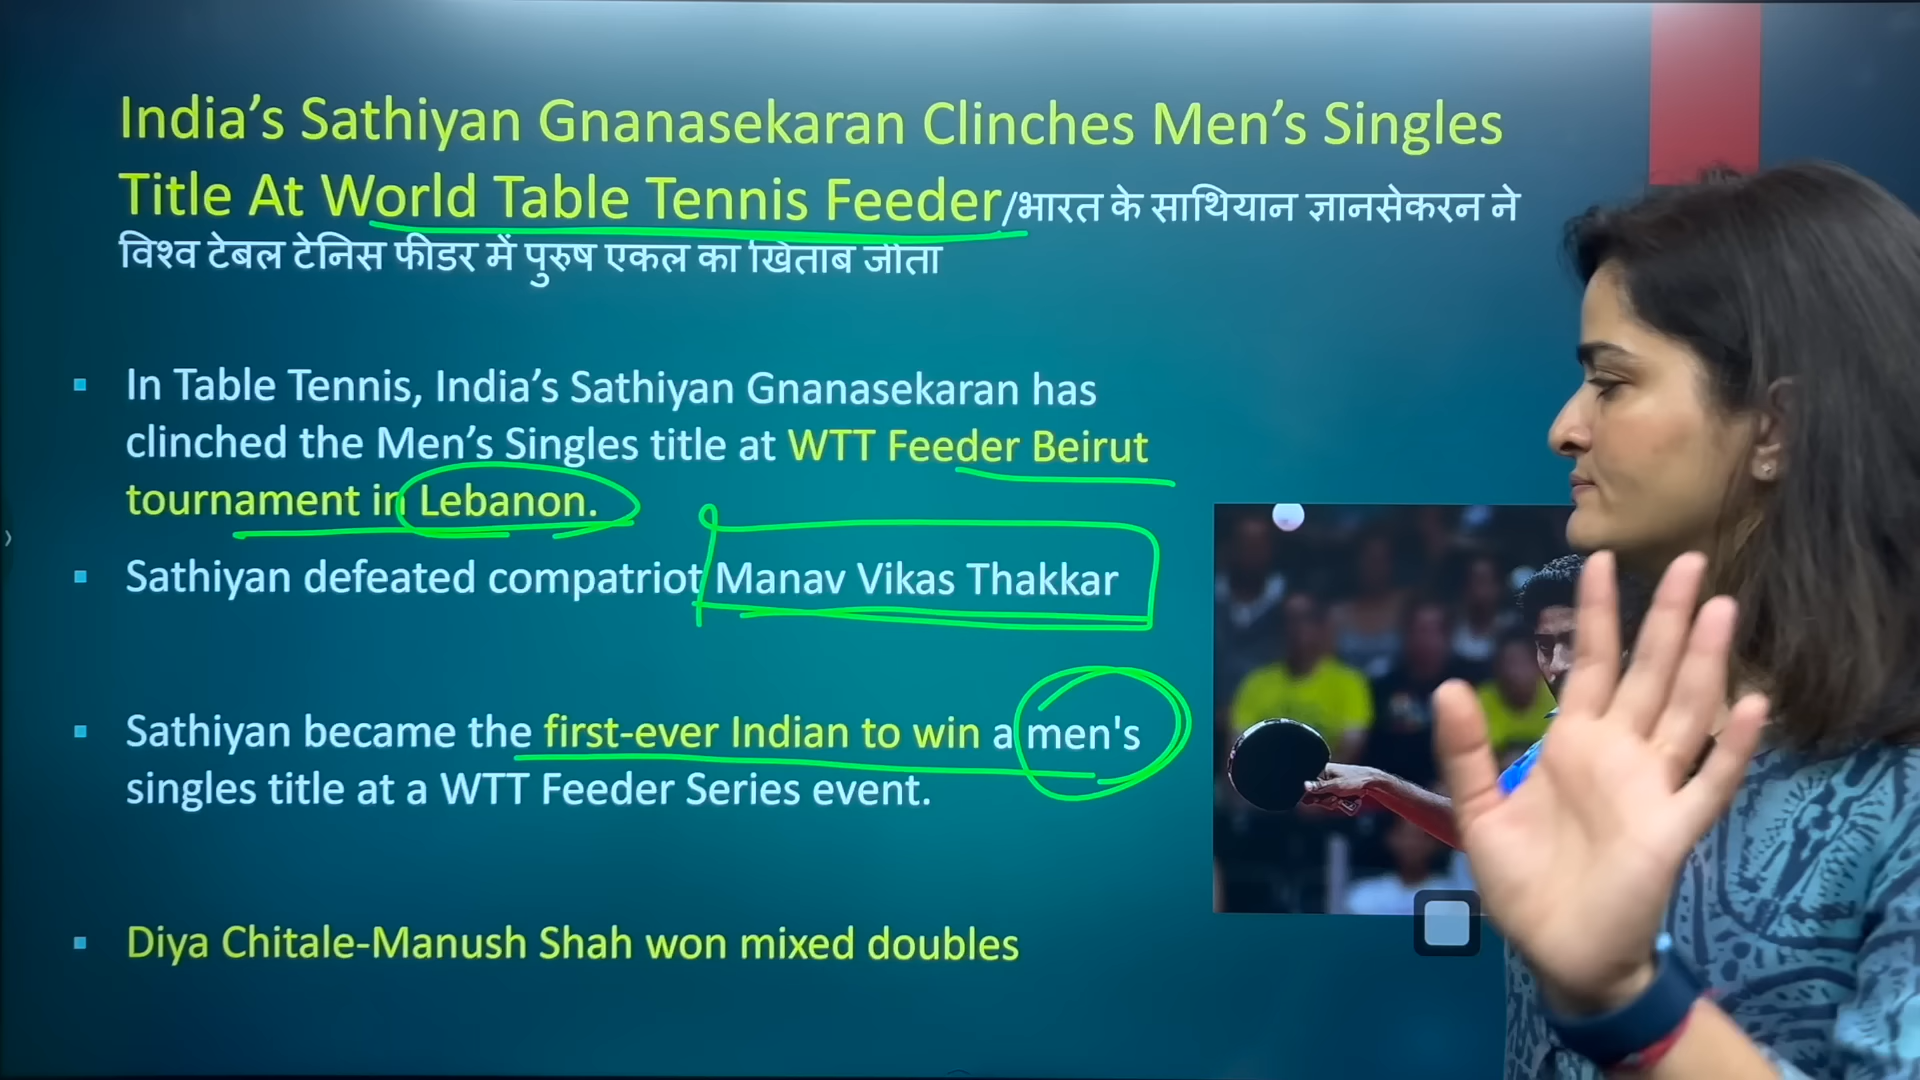 India’s Sathiyan Gnanasekaran Clinches Men’s Singles
Title At World Table Tennis Feeder/भारत के साथियान ज्ञानसेकरन ने
विश्व टेबल टेनिस फीडर में पुरुष एकल का खिताब जीता
In Table Tennis, India’s Sathiyan Gnanasekaran has
clinched the Men’s Singles title at WTT Feeder Beirut
tournament in Lebanon.
Sathiyan defeated compatriot Manav Vikas Thakkar
Sathiyan became the first-ever Indian to win a men's
singles title at a WTT Feeder Series event.
Diya Chitale-Manush Shah won mixed doubles